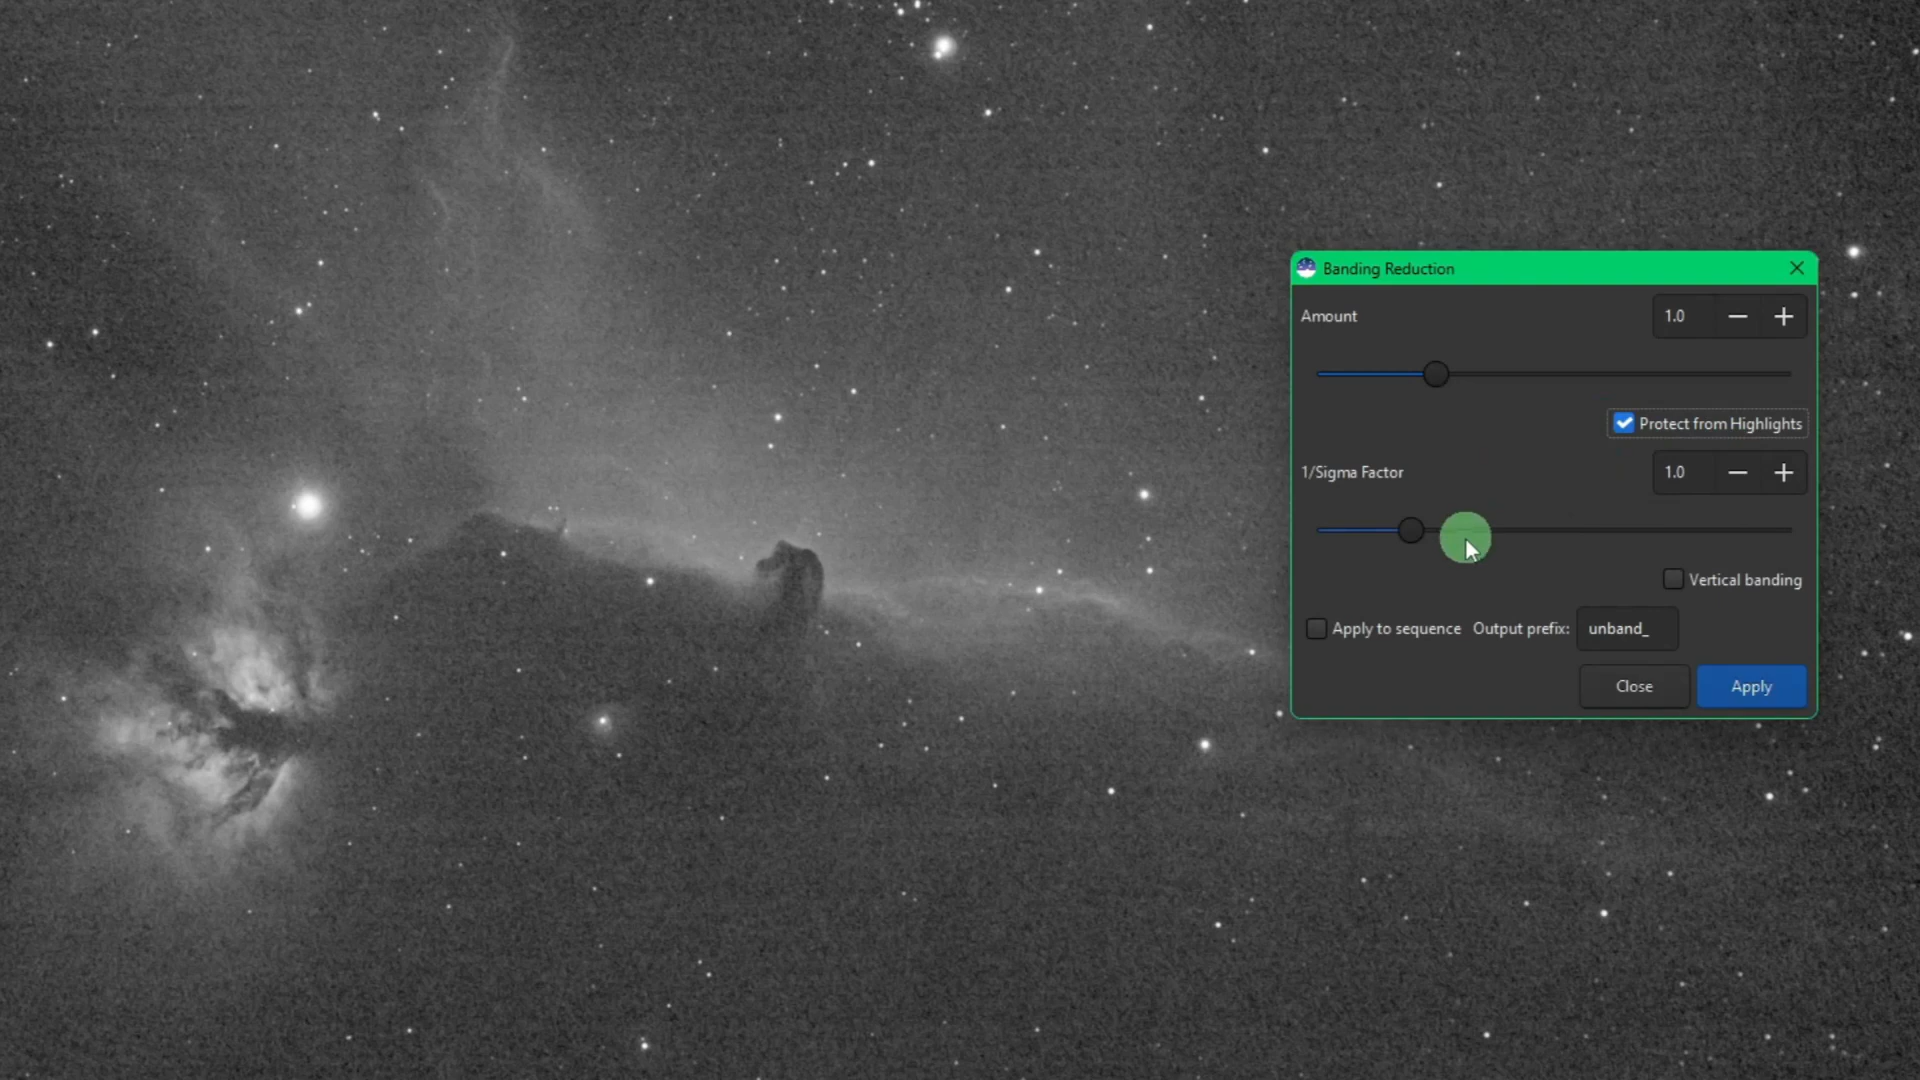 Banding Reduction
Amount 1.0
Protect from Highlights
1/Sigma Factor 1.0
Vertical banding
Apply to sequence Output prefix: unband_
Close Apply